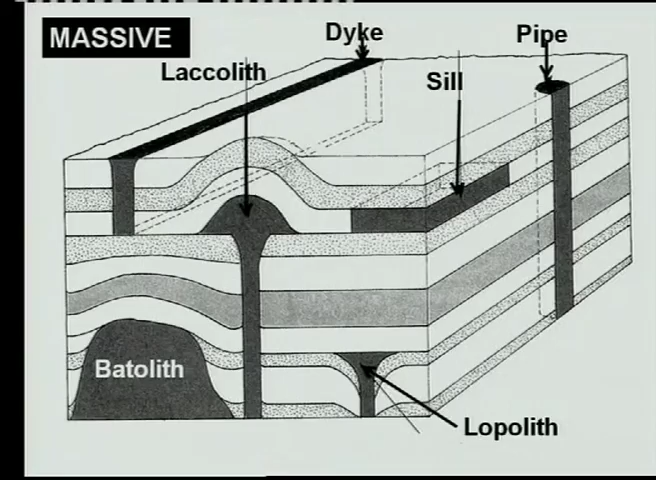 MASSIVE
Dyke
Pipe
Laccolith
Sill
Batolith
Lopolith